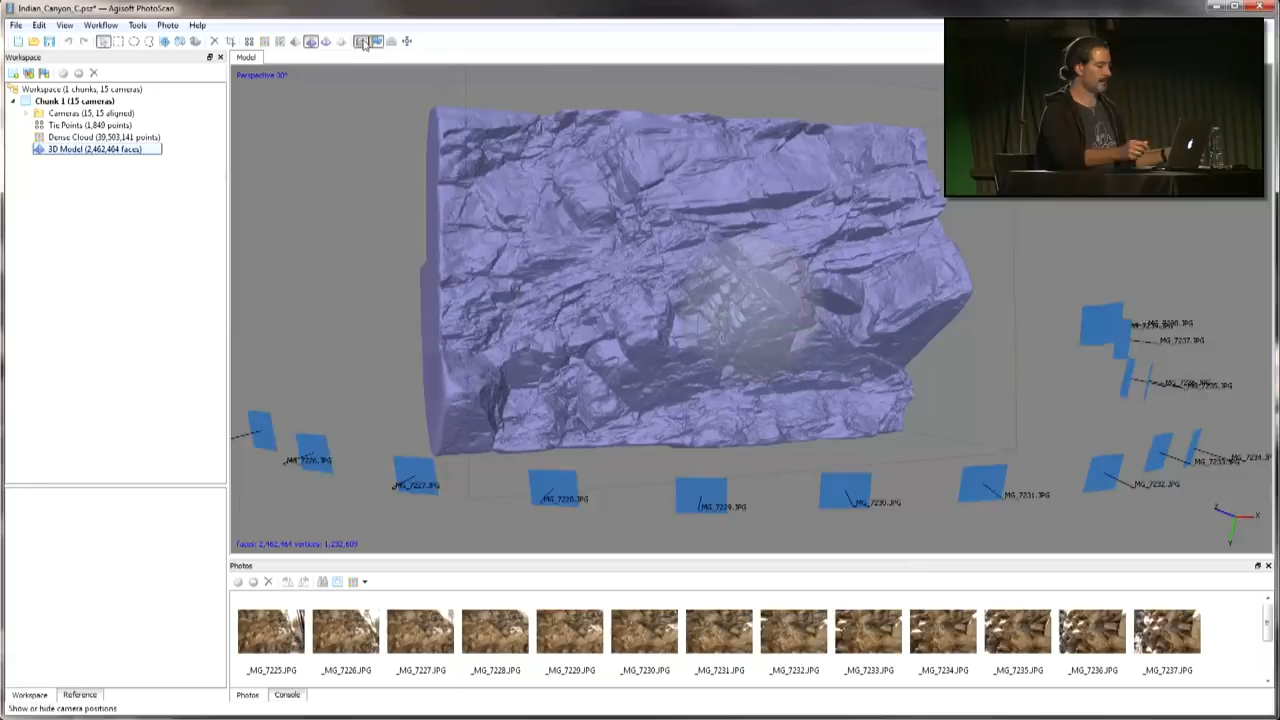 Indian_Canyon_C.psz* — Agisoft PhotoScan
File Edit View Workflow Tools Photo Help
Workspace
Model
Perspective 30°
Workspace (1 chunks, 15 cameras)
Chunk 1 (15 cameras)
Cameras (15, 15 aligned)
Tie Points (1,849 points)
Dense Cloud (39,503,141 points)
3D Model (2,462,464 faces)
_MG_7237.JPG
_MG_7226.JPG
_MG_7227.JPG
_MG_7228.JPG
_MG_7229.JPG
_MG_7230.JPG
_MG_7231.JPG
_MG_7232.JPG
_MG_7233.JPG
_MG_7234.JPG
Z
X
Y
faces: 2,462,464 vertices: 1,232,609
Photos
_MG_7225.JPG
_MG_7226.JPG
_MG_7227.JPG
_MG_7228.JPG
_MG_7229.JPG
_MG_7230.JPG
_MG_7231.JPG
_MG_7232.JPG
_MG_7233.JPG
_MG_7234.JPG
_MG_7235.JPG
_MG_7236.JPG
_MG_7237.JPG
Workspace Reference
Photos Console
Show or hide camera positions